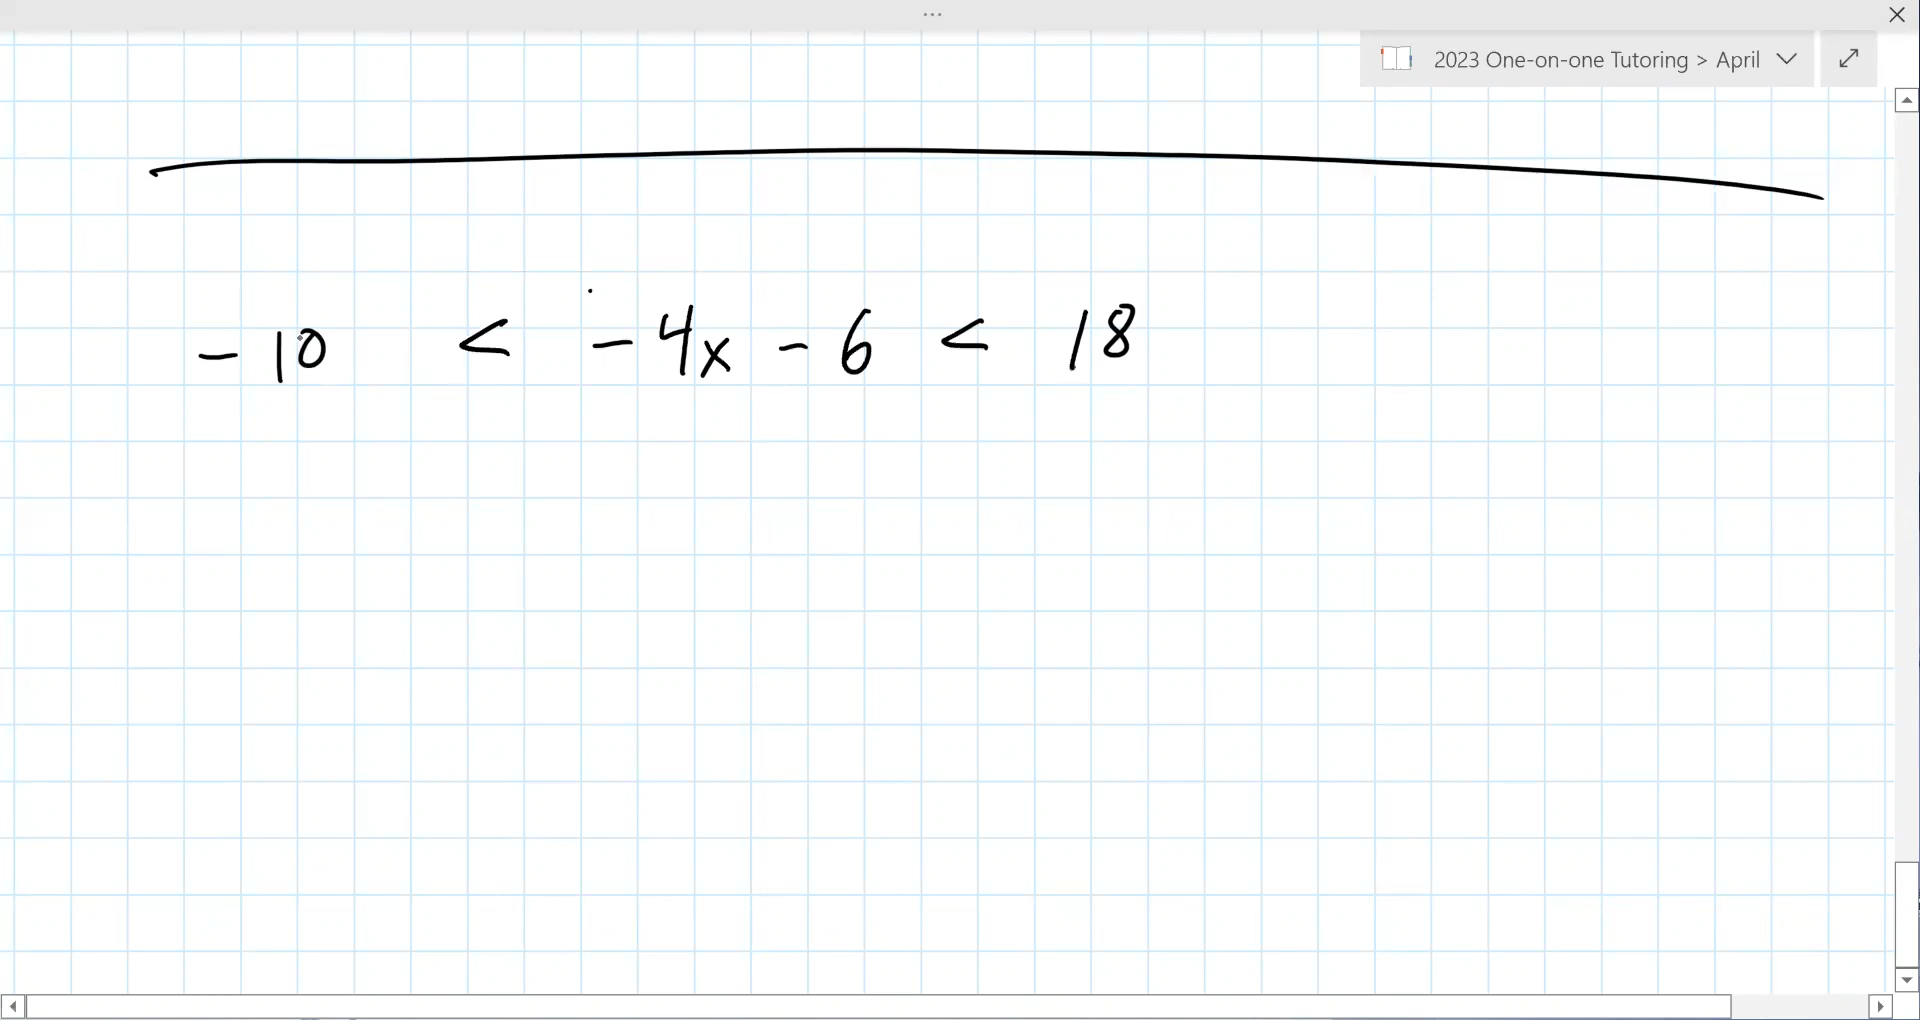 2023 One-on-one Tutoring > April
- 10 < - 4x - 6 < 18